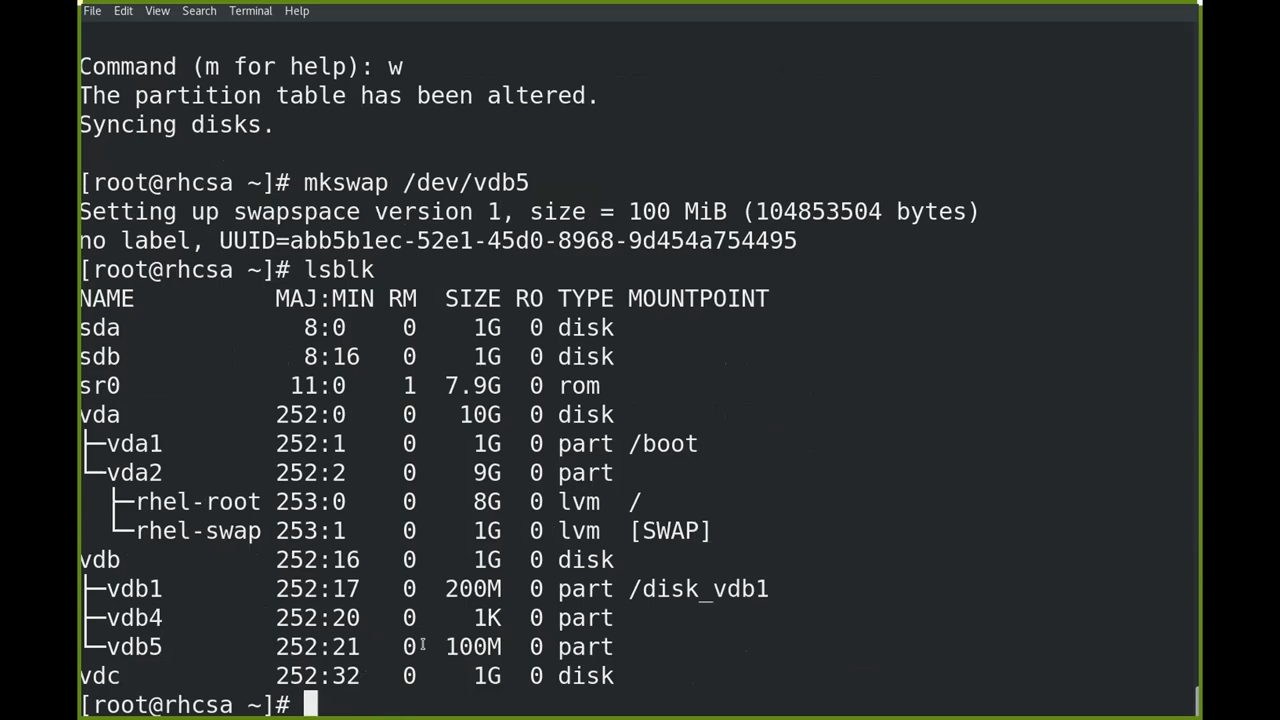 File Edit View Search Terminal Help
Command (m for help): w
The partition table has been altered.
Syncing disks.
[root@rhcsa ~]# mkswap /dev/vdb5
Setting up swapspace version 1, size = 100 MiB (104853504 bytes)
no label, UUID=abb5b1ec-52e1-45d0-8968-9d454a754495
[root@rhcsa ~]# lsblk
NAME          MAJ:MIN RM  SIZE RO TYPE MOUNTPOINT
sda             8:0    0    1G  0 disk
sdb             8:16   0    1G  0 disk
sr0            11:0    1  7.9G  0 rom
vda           252:0    0   10G  0 disk
├─vda1        252:1    0    1G  0 part /boot
└─vda2        252:2    0    9G  0 part
  ├─rhel-root 253:0    0    8G  0 lvm  /
  └─rhel-swap 253:1    0    1G  0 lvm  [SWAP]
vdb           252:16   0    1G  0 disk
├─vdb1        252:17   0  200M  0 part /disk_vdb1
├─vdb4        252:20   0    1K  0 part
└─vdb5        252:21   0  100M  0 part
vdc           252:32   0    1G  0 disk
[root@rhcsa ~]#